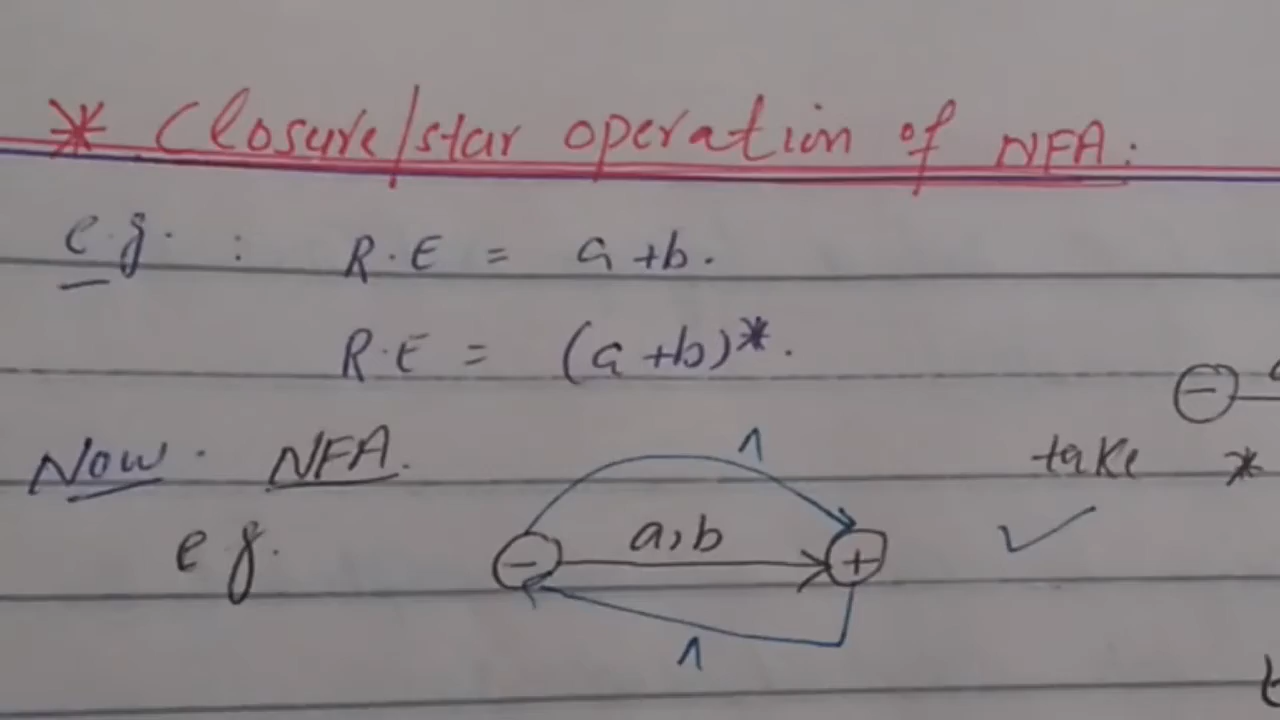 * Closure/star operation of NFA:
e.g. : R.E = a+b.
R.E = (a+b)*.
Now. NFA.
take *
e g. - a,b + ✓
Λ
Λ
-